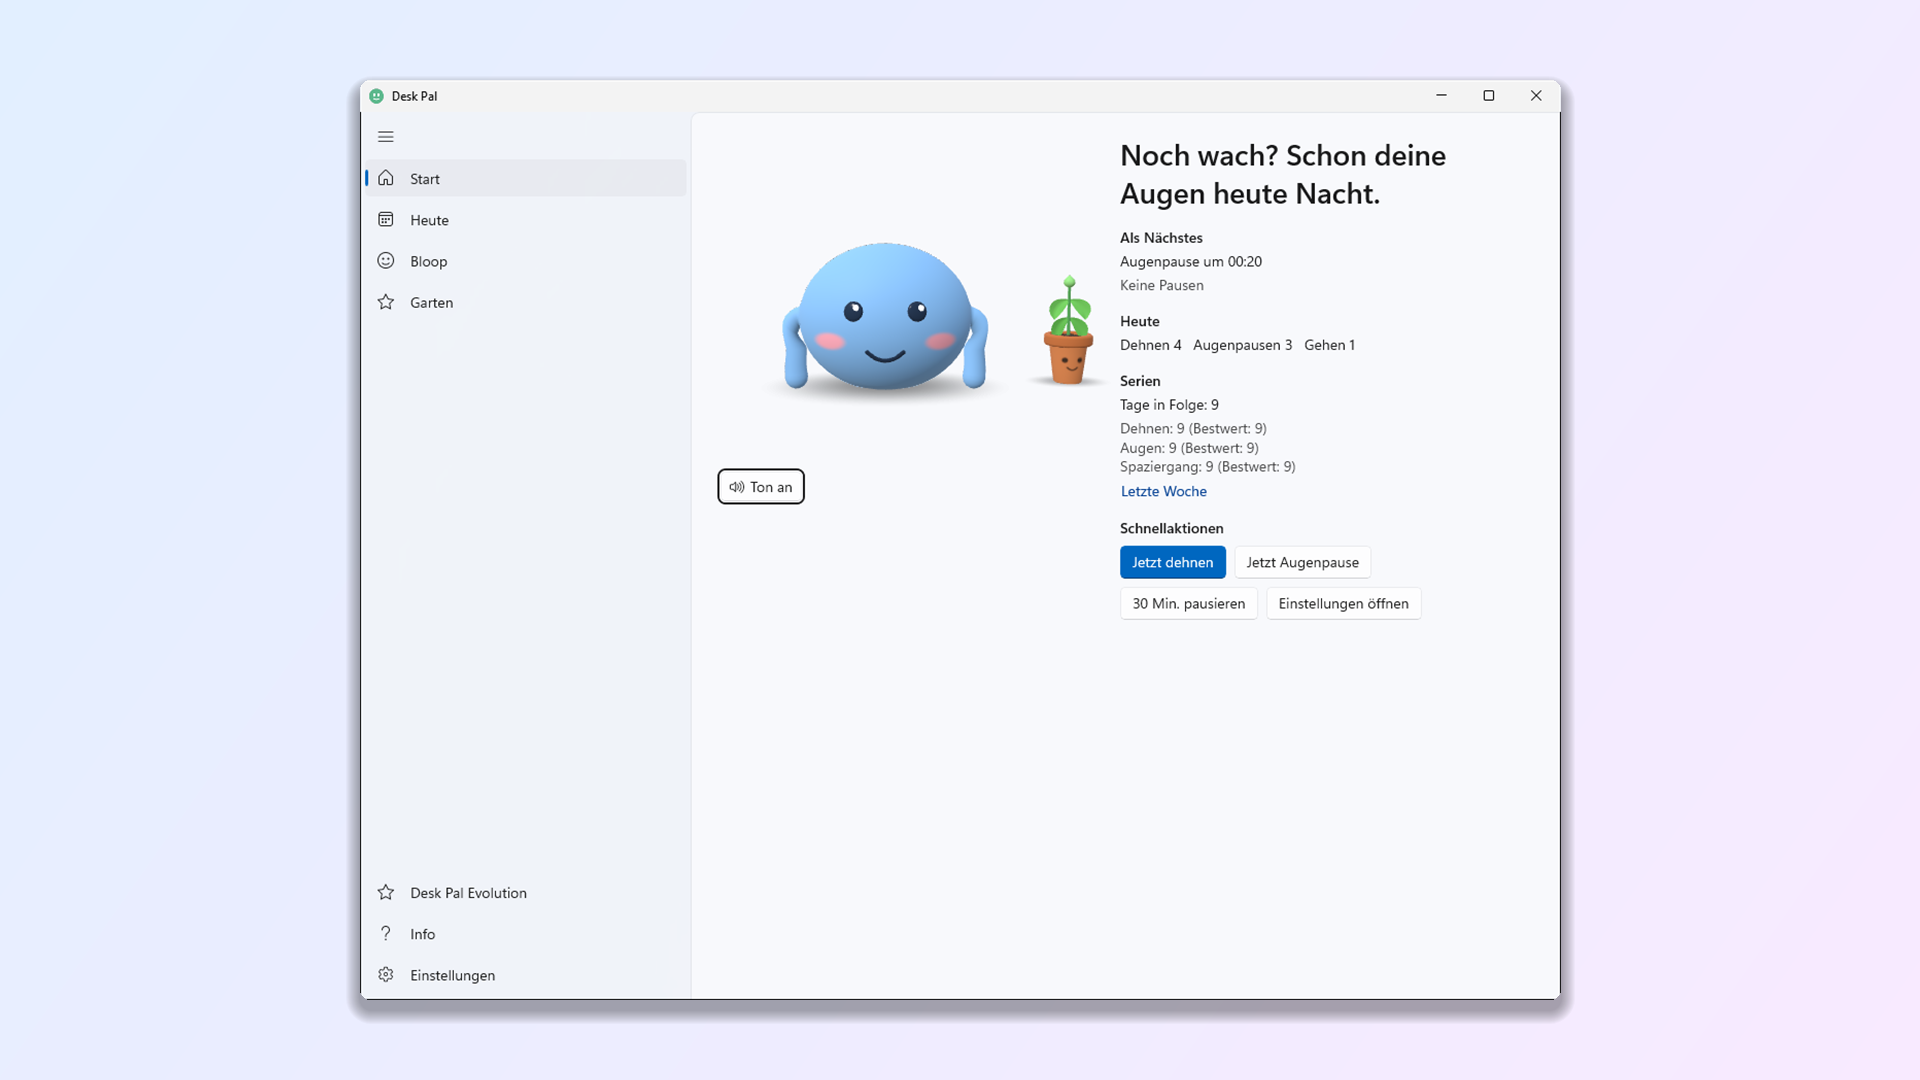 Desk Pal
Start
Heute
Bloop
Garten
Desk Pal Evolution
Info
Einstellungen
Ton an
Noch wach? Schon deine
Augen heute Nacht.
Als Nächstes
Augenpause um 00:20
Keine Pausen
Heute
Dehnen 4 Augenpausen 3 Gehen 1
Serien
Tage in Folge: 9
Dehnen: 9 (Bestwert: 9)
Augen: 9 (Bestwert: 9)
Spaziergang: 9 (Bestwert: 9)
Letzte Woche
Schnellaktionen
Jetzt dehnen Jetzt Augenpause
30 Min. pausieren Einstellungen öffnen